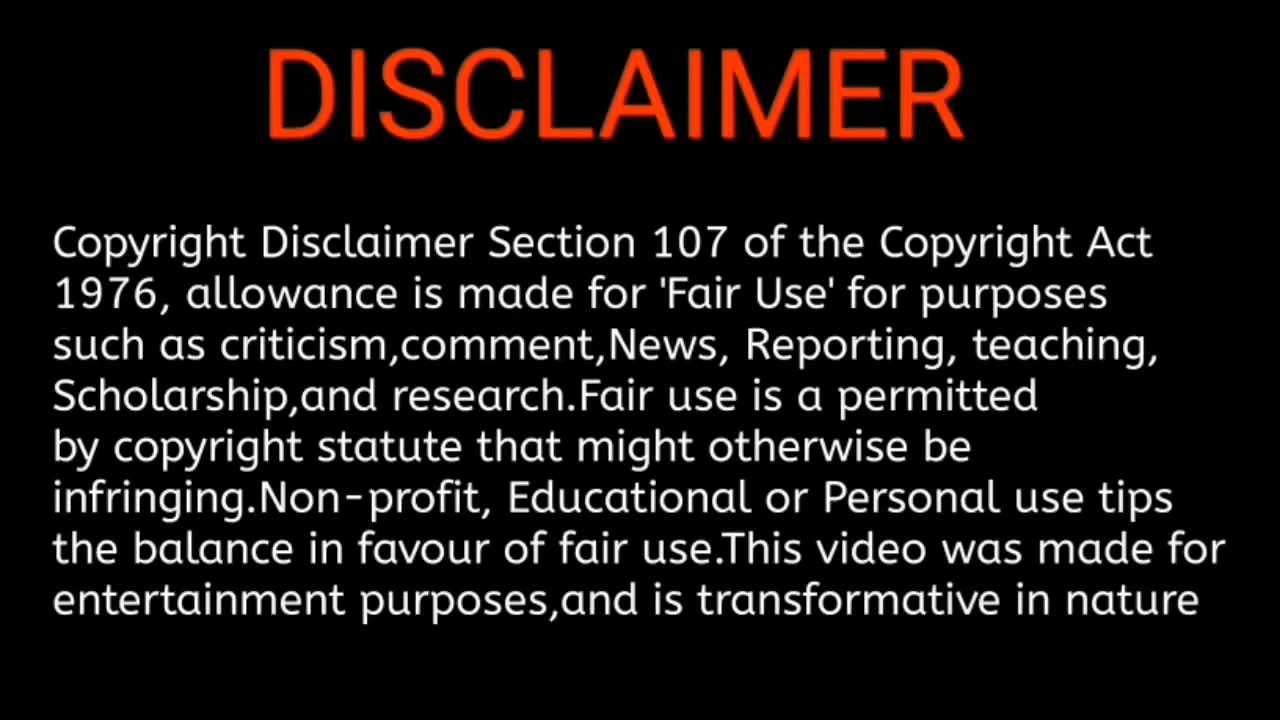 DISCLAIMER
Copyright Disclaimer Section 107 of the Copyright Act
1976, allowance is made for 'Fair Use' for purposes
such as criticism,comment,News, Reporting, teaching,
Scholarship,and research.Fair use is a permitted
by copyright statute that might otherwise be
infringing.Non-profit, Educational or Personal use tips
the balance in favour of fair use.This video was made for
entertainment purposes,and is transformative in nature